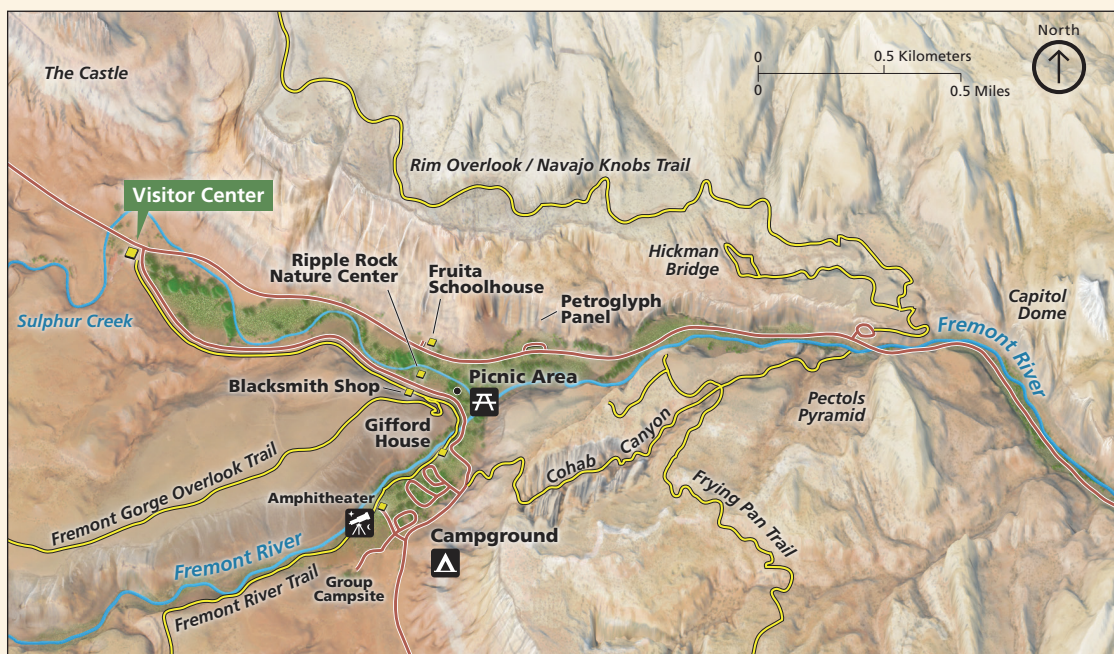 The Castle
North
0
0.5 Kilometers
0
0.5 Miles
Rim Overlook / Navajo Knobs Trail
Visitor Center
Hickman
Bridge
Ripple Rock
Nature Center
Fruita
Schoolhouse
Petroglyph
Panel
Capitol
Dome
Sulphur Creek
Fremont River
Blacksmith Shop
Picnic Area
Pectols
Pyramid
Gifford
House
Cohab Canyon
Fremont Gorge Overlook Trail
Frying Pan Trail
Amphitheater
Campground
Fremont River
Group
Campsite
Fremont River Trail